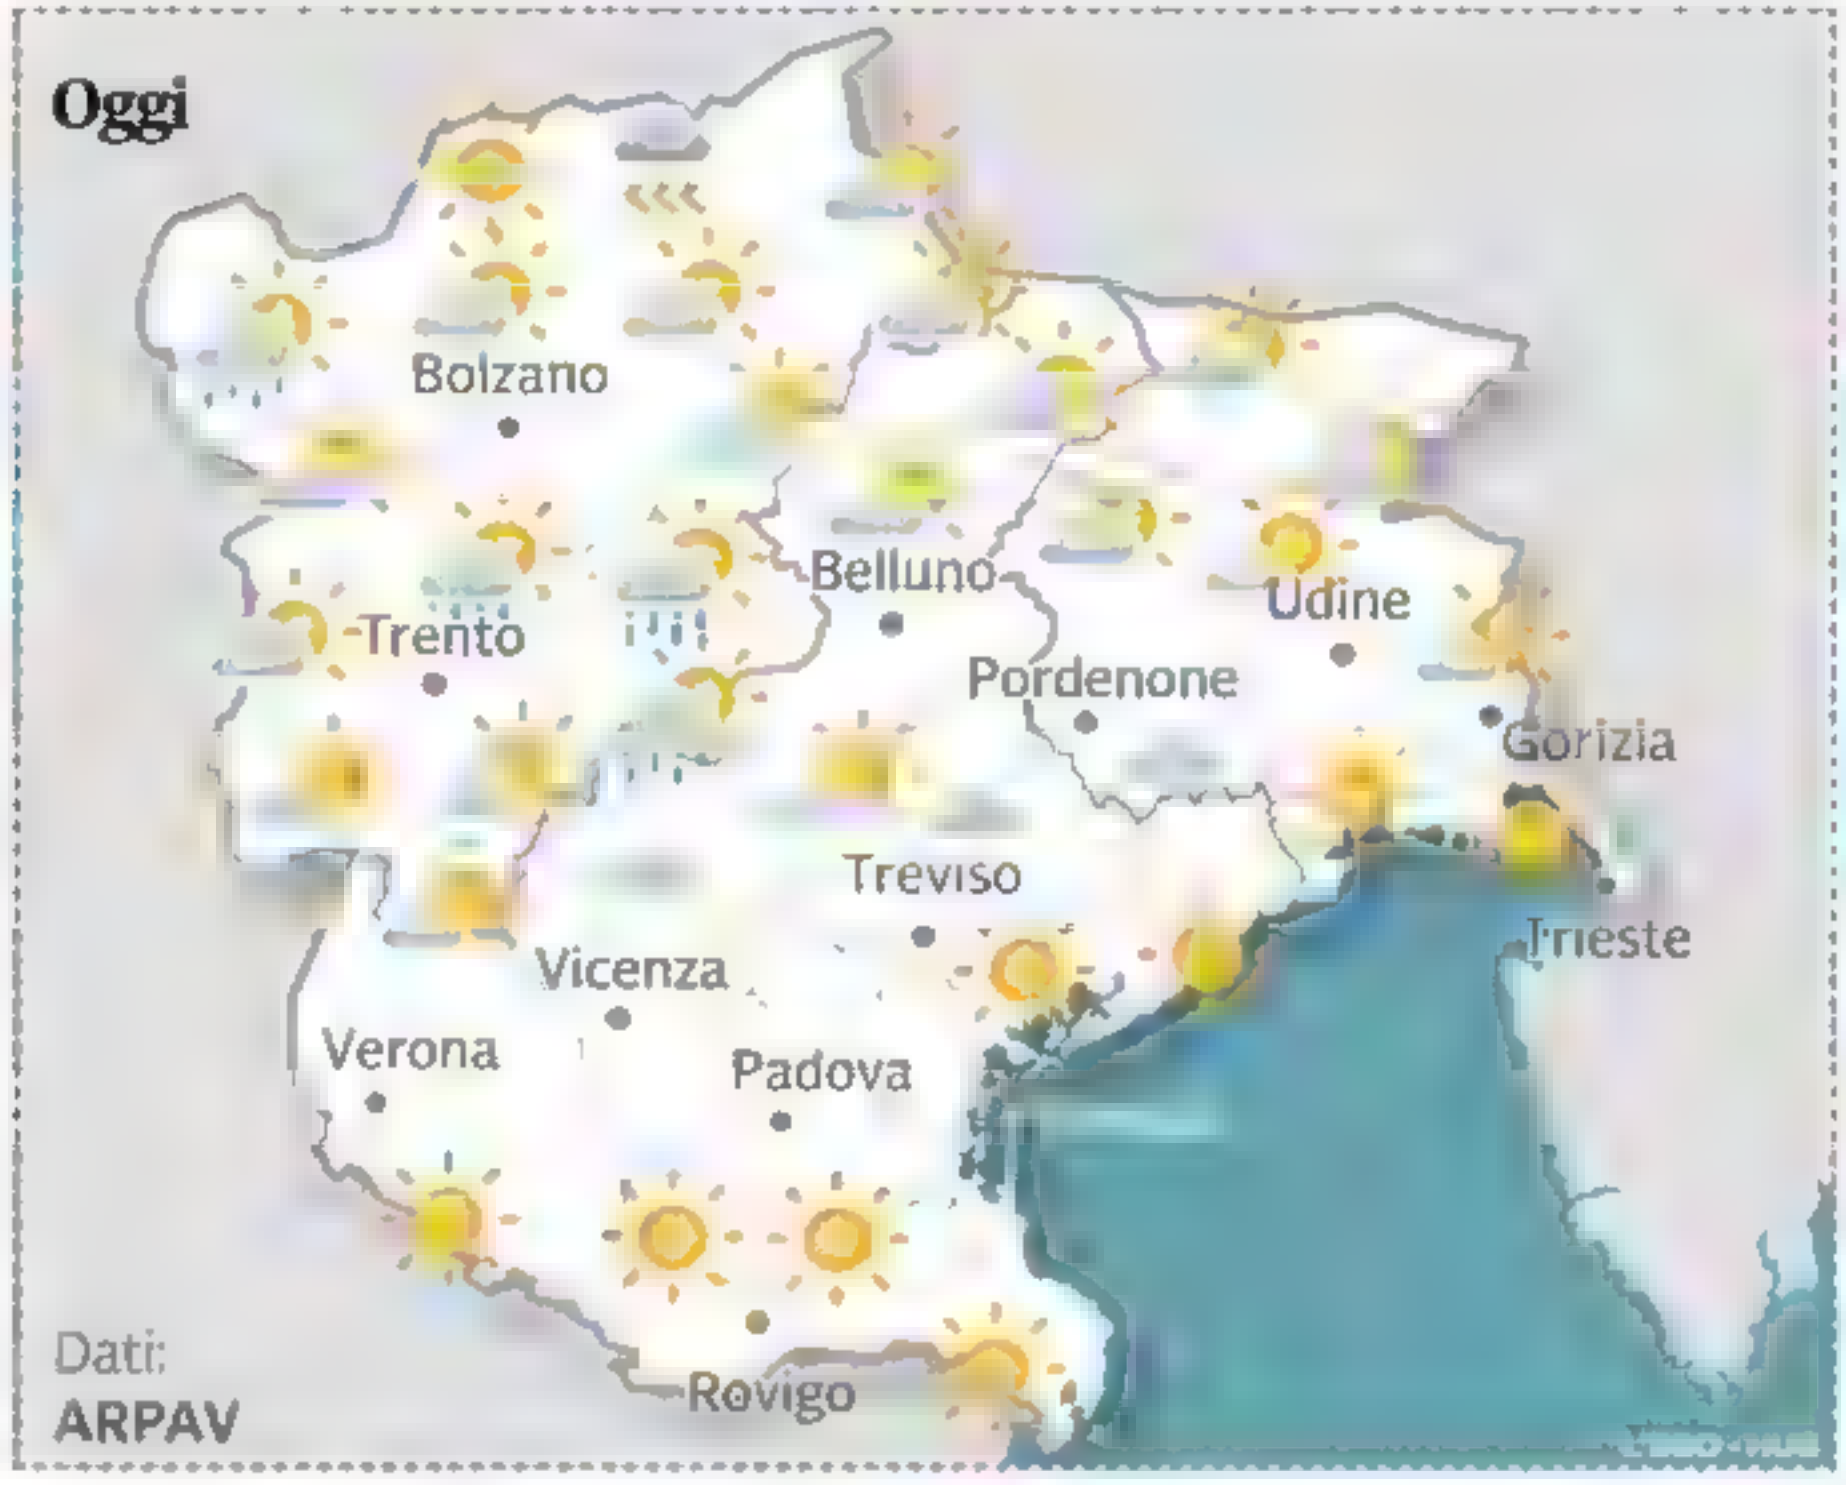 Oggi
Bolzano
Belluno
Udine
Trento
Pordenone
Gorizia
Treviso
Trieste
Vicenza
Verona
Padova
Rovigo
Dati:
ARPAV